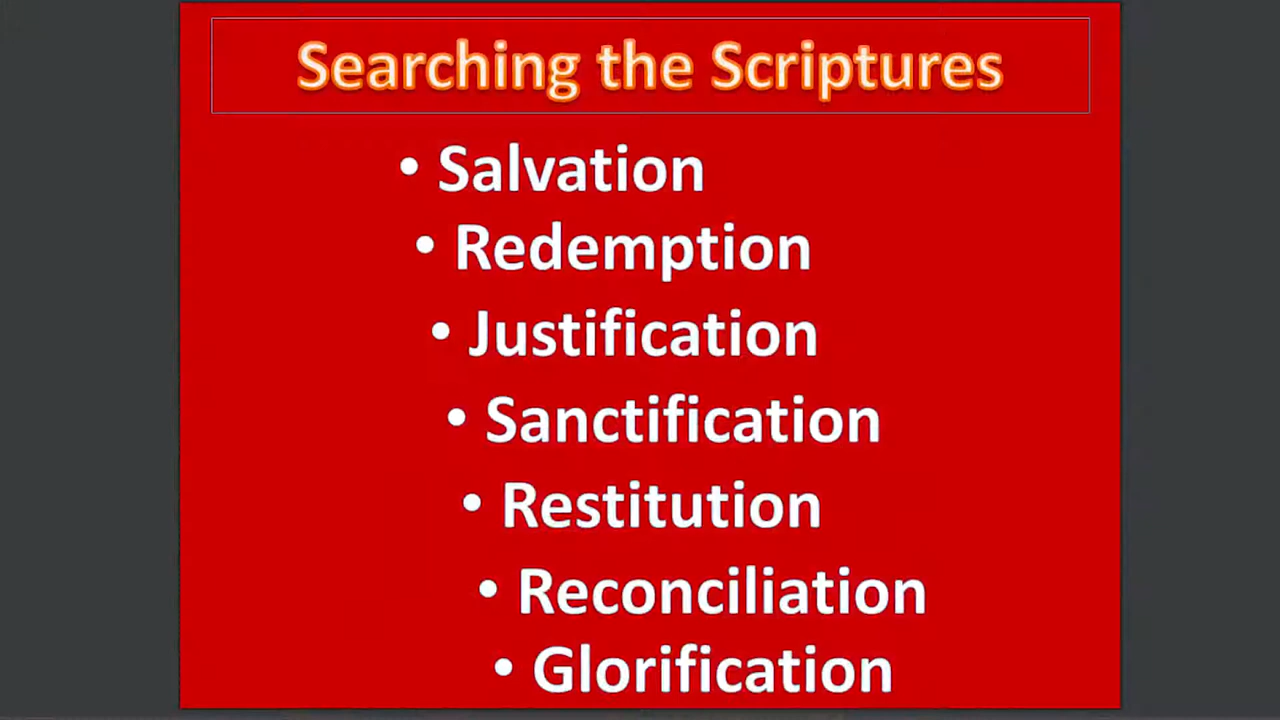 Searching the Scriptures
• Salvation
• Redemption
• Justification
• Sanctification
• Restitution
• Reconciliation
• Glorification